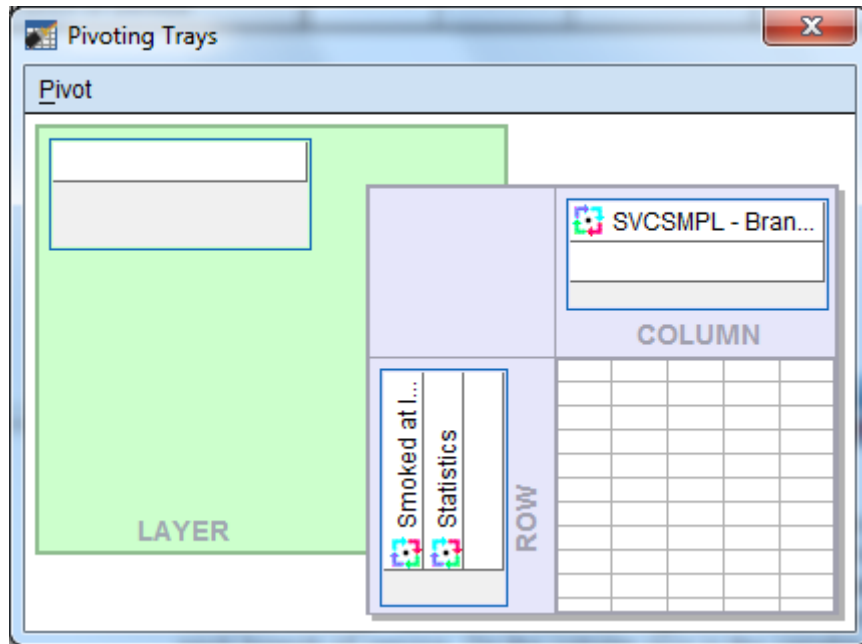 Pivoting Trays
Pivot
SVCSMPL - Bran...
COLUMN
Smoked at l...
Statistics
ROW
LAYER